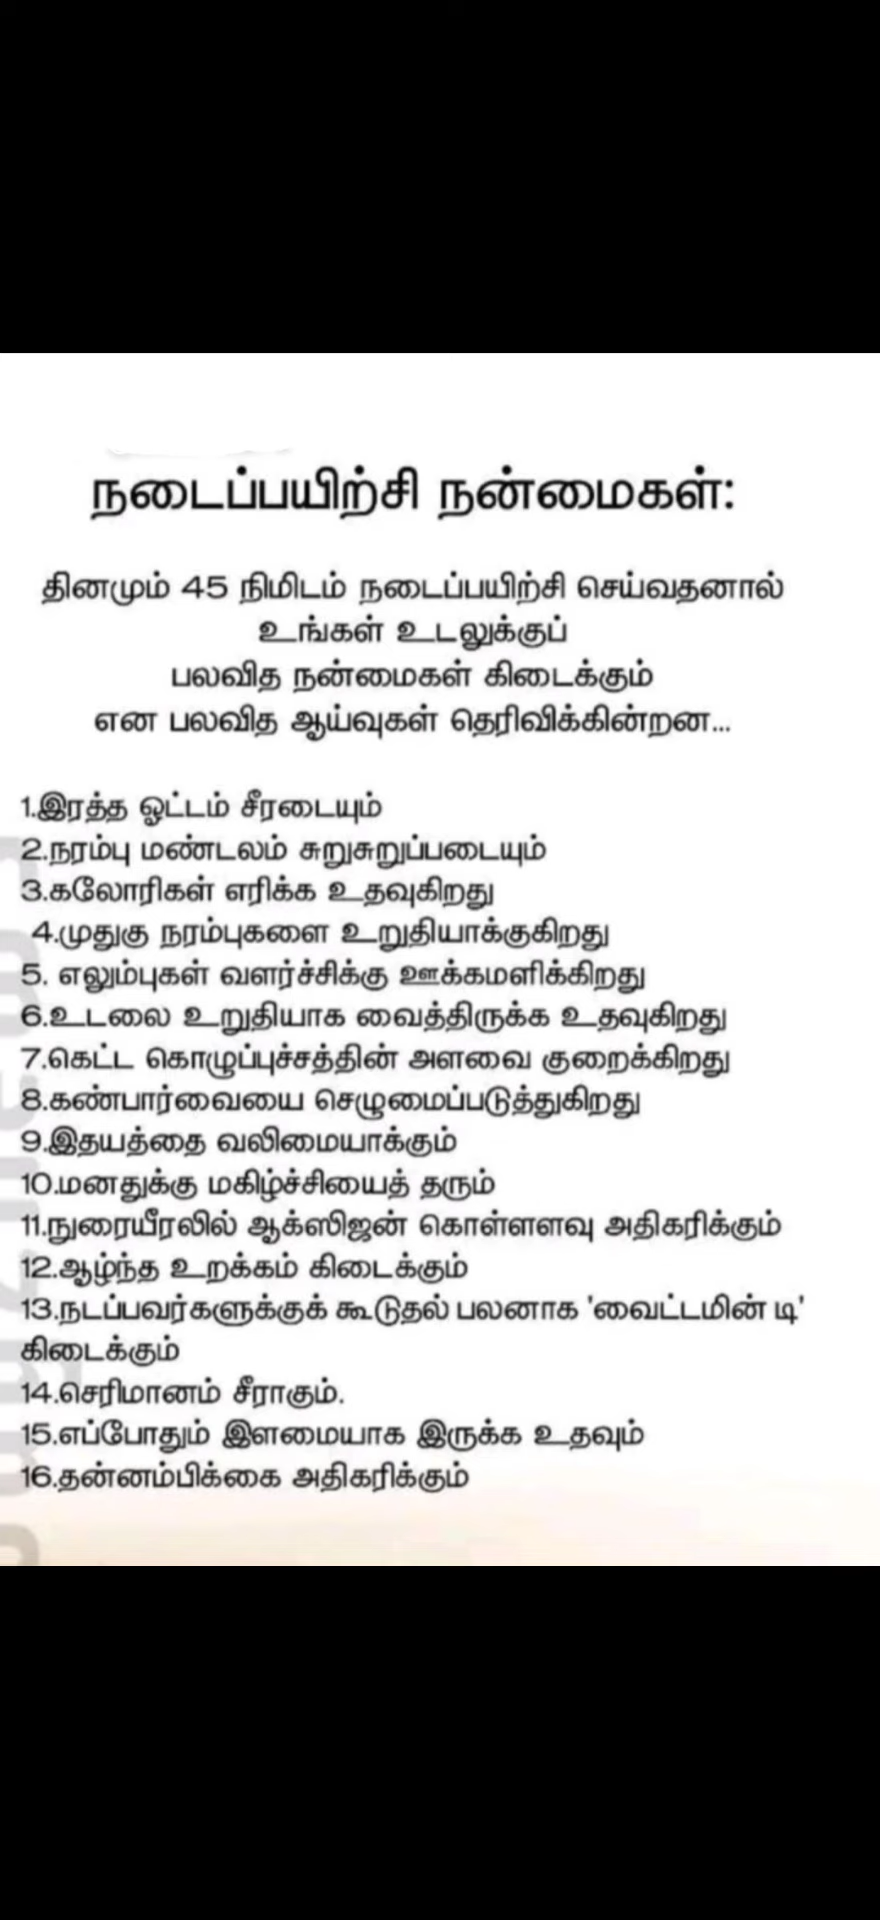 நடைப்பயிற்சி நன்மைகள்:
தினமும் 45 நிமிடம் நடைப்பயிற்சி செய்வதனால்
உங்கள் உடலுக்குப்
பலவித நன்மைகள் கிடைக்கும்
என பலவித ஆய்வுகள் தெரிவிக்கின்றன...
1.இரத்த ஓட்டம் சீரடையும்
2.நரம்பு மண்டலம் சுறுசுறுப்படையும்
3.கலோரிகள் எரிக்க உதவுகிறது
4.முதுகு நரம்புகளை உறுதியாக்குகிறது
5. எலும்புகள் வளர்ச்சிக்கு ஊக்கமளிக்கிறது
6.உடலை உறுதியாக வைத்திருக்க உதவுகிறது
7.கெட்ட கொழுப்புச்சத்தின் அளவை குறைக்கிறது
8.கண்பார்வையை செழுமைப்படுத்துகிறது
9.இதயத்தை வலிமையாக்கும்
10.மனதுக்கு மகிழ்ச்சியைத் தரும்
11.நுரையீரலில் ஆக்ஸிஜன் கொள்ளளவு அதிகரிக்கும்
12.ஆழ்ந்த உறக்கம் கிடைக்கும்
13.நடப்பவர்களுக்குக் கூடுதல் பலனாக 'வைட்டமின் டி'
கிடைக்கும்
14.செரிமானம் சீராகும்.
15.எப்போதும் இளமையாக இருக்க உதவும்
16.தன்னம்பிக்கை அதிகரிக்கும்